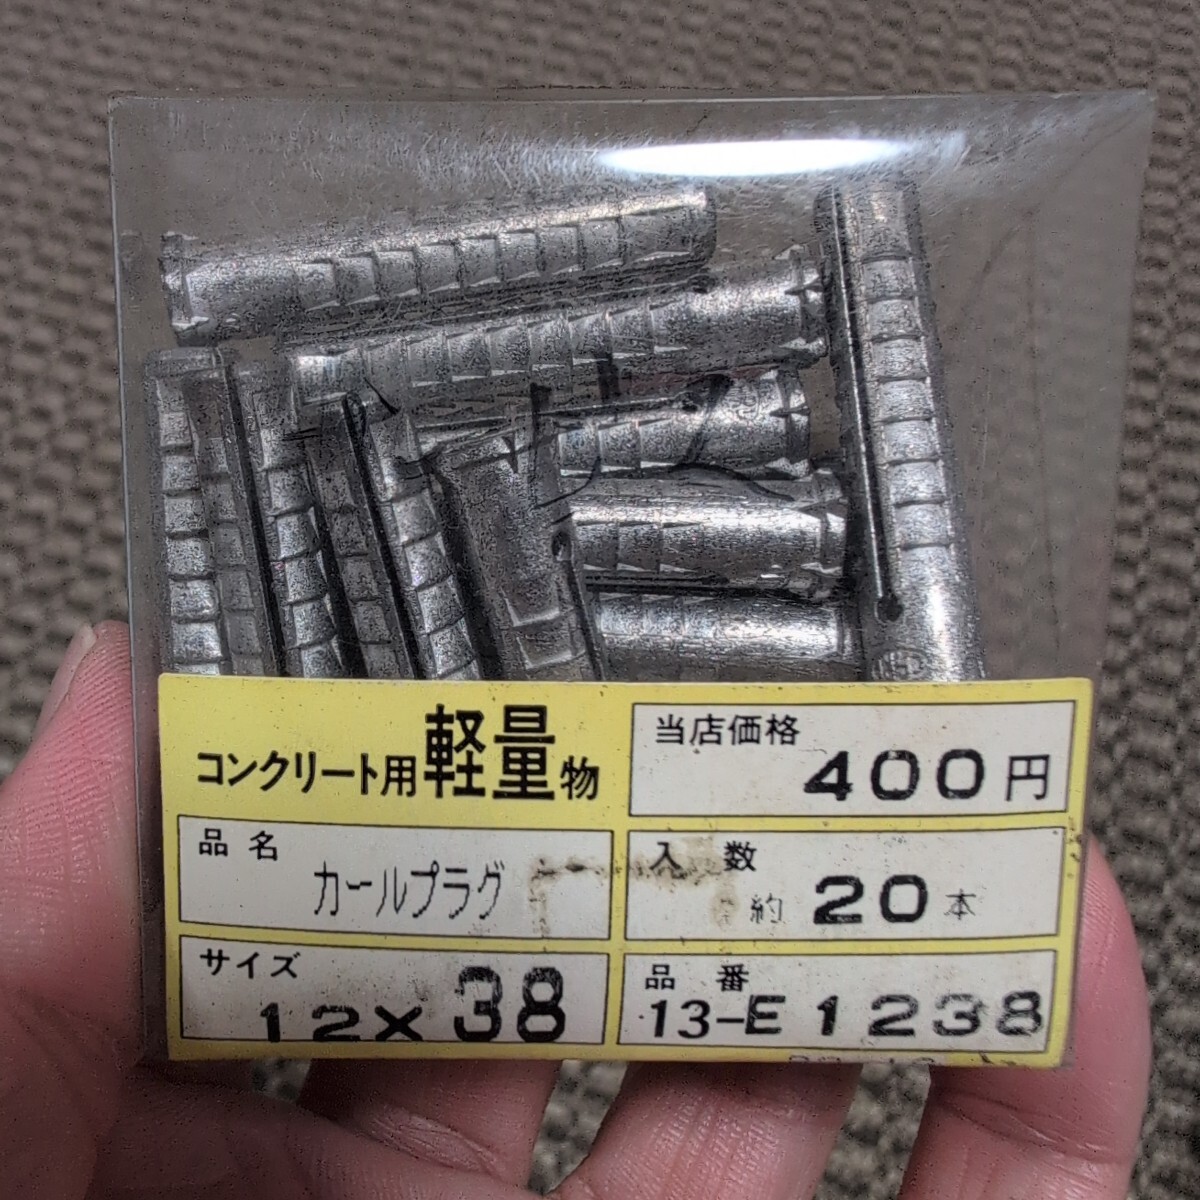 コンクリート用軽量物
当店価格
400円
品名
カールプラグ
入数
約20本
サイズ
12×38
品番
13-E1238